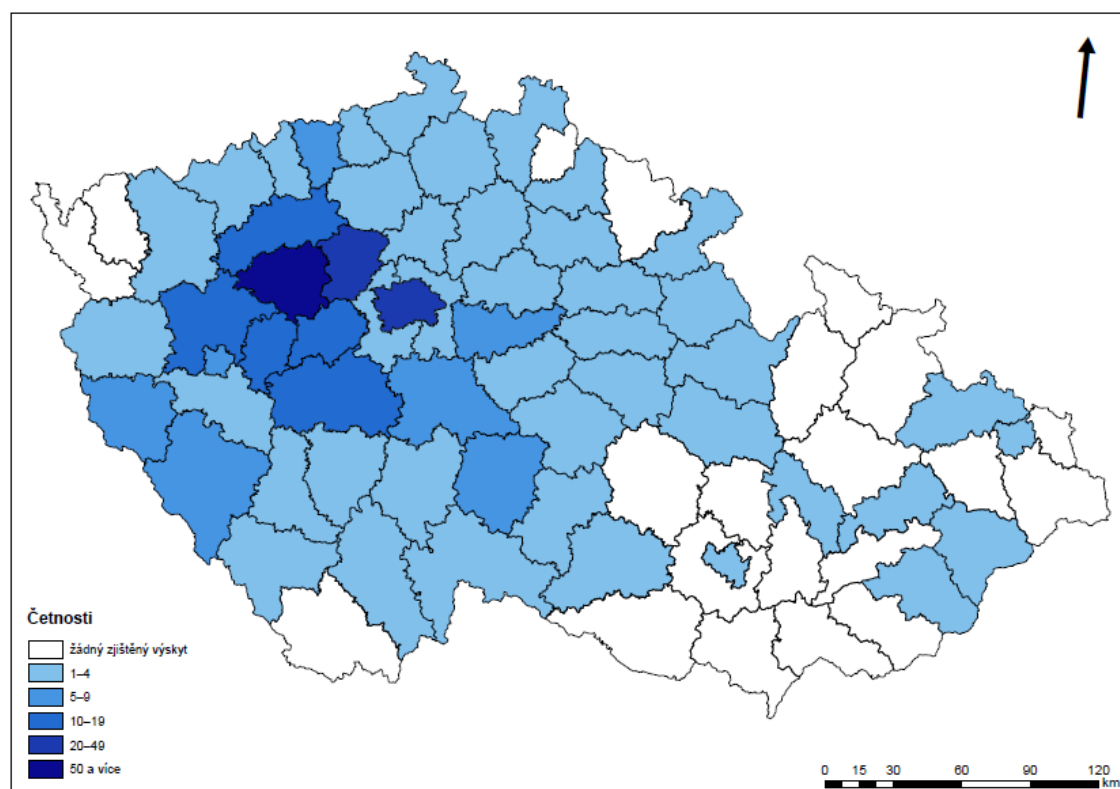 Četnosti
žádný zjištěný výskyt
1–4
5–9
10–19
20–49
50 a více
0 15 30 60 90 120
km